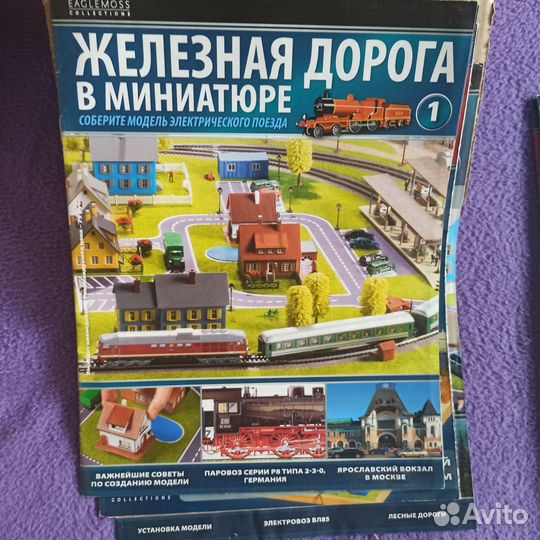 EAGLEMOSS
COLLECTIONS
ЖЕЛЕЗНАЯ ДОРОГА
В МИНИАТЮРЕ
СОБЕРИТЕ МОДЕЛЬ ЭЛЕКТРИЧЕСКОГО ПОЕЗДА
1
ВАЖНЕЙШИЕ СОВЕТЫ
ПО СОЗДАНИЮ МОДЕЛИ
ПАРОВОЗ СЕРИИ P8 ТИПА 2-3-0,
ГЕРМАНИЯ
ЯРОСЛАВСКИЙ ВОКЗАЛ
В МОСКВЕ
COLLECTIONS
УСТАНОВКА МОДЕЛИ
ЭЛЕКТРОВОЗ ВЛ85
ЛЕСНЫЕ ДОРОГИ
Avito